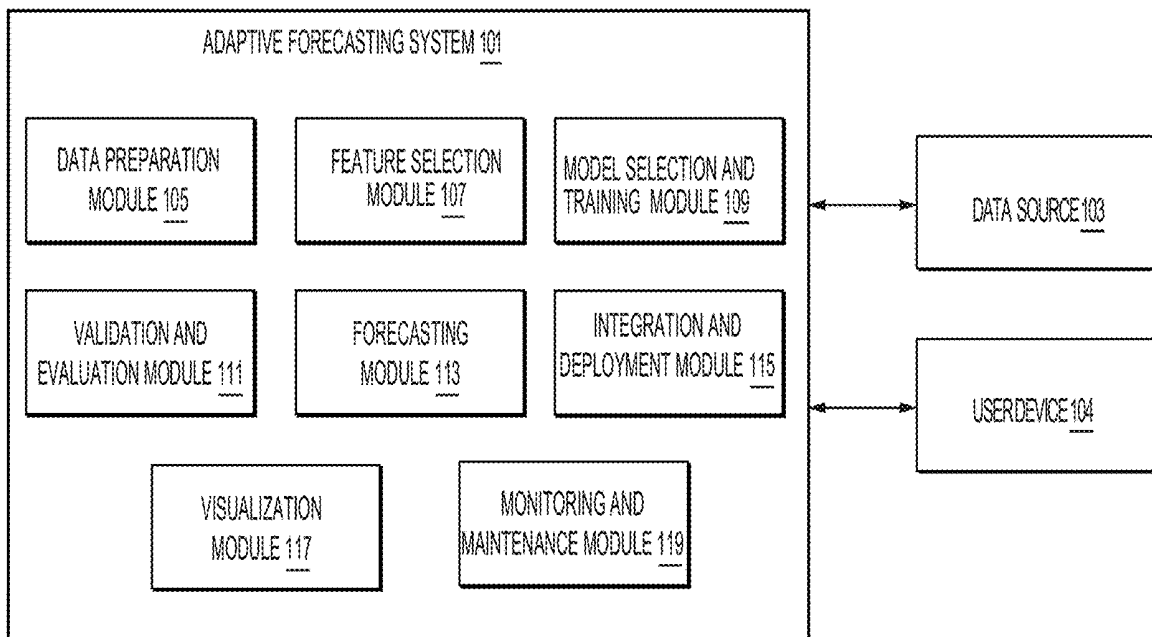 ADAPTIVE FORECASTING SYSTEM 101
DATA PREPARATION
MODULE 105
FEATURE SELECTION
MODULE 107
MODEL SELECTION AND
TRAINING MODULE 109
VALIDATION AND
EVALUATION MODULE 111
FORECASTING
MODULE 113
INTEGRATION AND
DEPLOYMENT MODULE 115
VISUALIZATION
MODULE 117
MONITORING AND
MAINTENANCE MODULE 119
DATA SOURCE 103
USER DEVICE 104